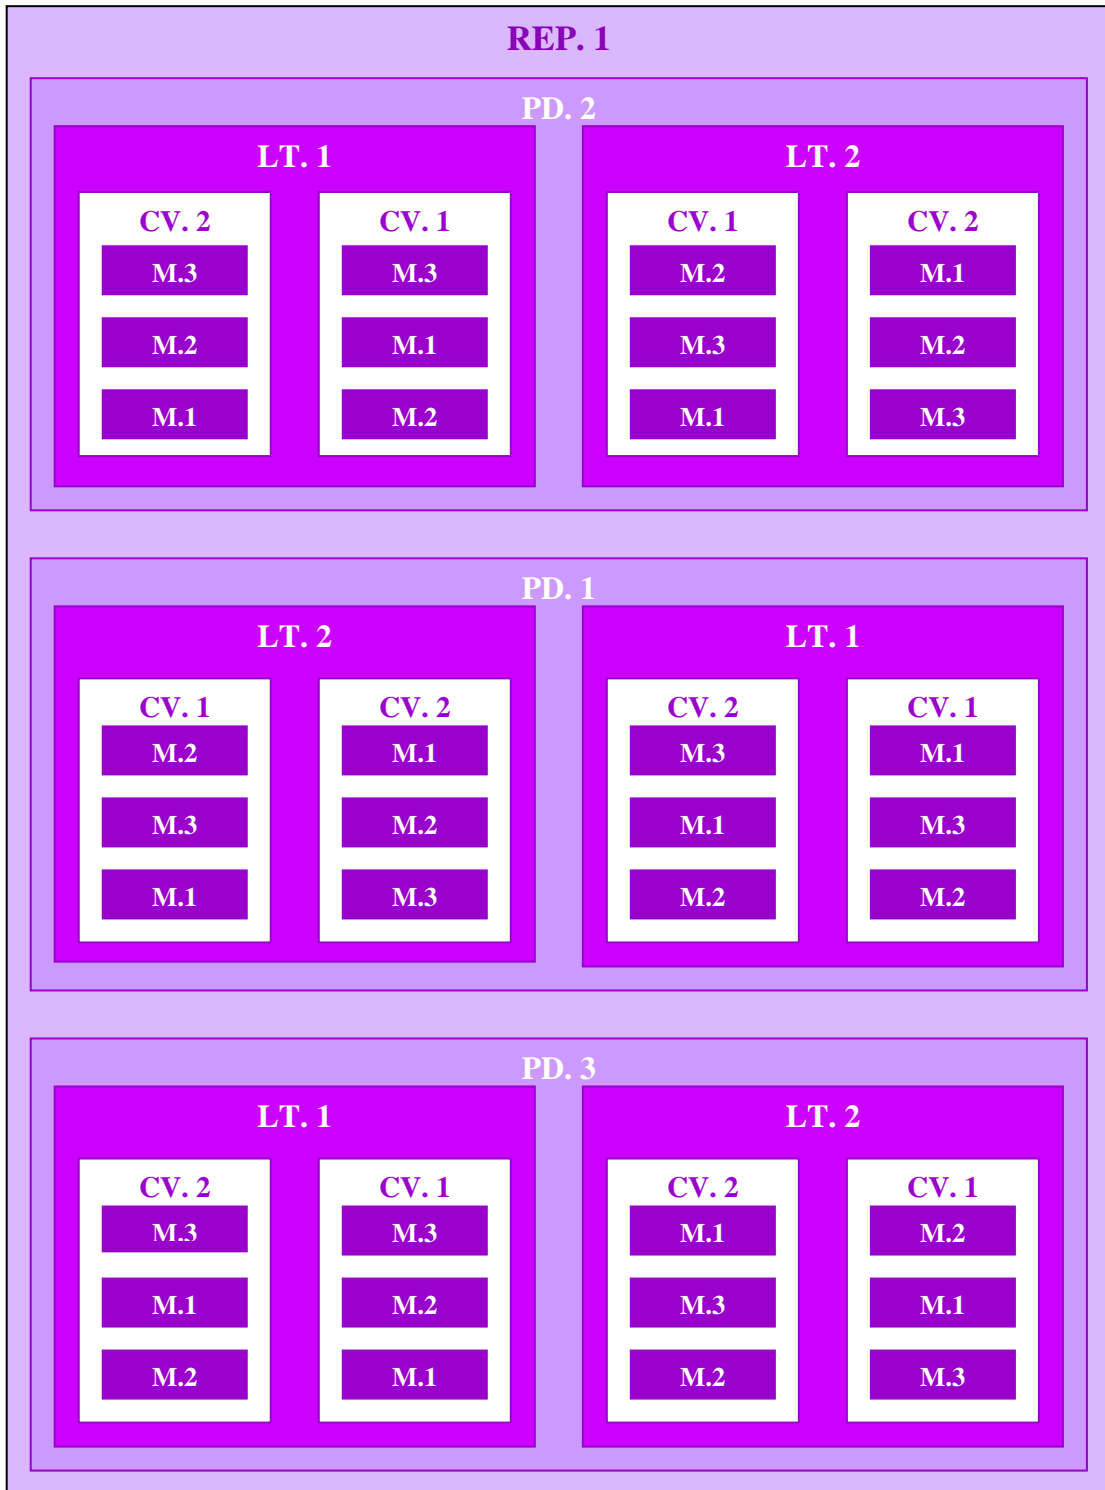 REP. 1
PD. 2
LT. 1 LT. 2
CV. 2 CV. 1 CV. 1 CV. 2
M.3 M.3 M.2 M.1
M.2 M.1 M.3 M.2
M.1 M.2 M.1 M.3
PD. 1
LT. 2 LT. 1
CV. 1 CV. 2 CV. 2 CV. 1
M.2 M.1 M.3 M.1
M.3 M.2 M.1 M.3
M.1 M.3 M.2 M.2
PD. 3
LT. 1 LT. 2
CV. 2 CV. 1 CV. 2 CV. 1
M.3 M.3 M.1 M.2
M.1 M.2 M.3 M.1
M.2 M.1 M.2 M.3